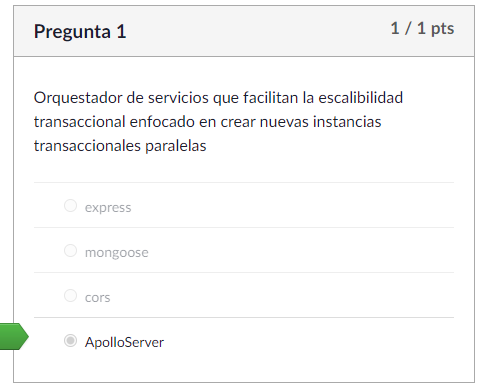 Pregunta 1
1 / 1 pts
Orquestador de servicios que facilitan la escalibilidad
transaccional enfocado en crear nuevas instancias
transaccionales paralelas
express
mongoose
cors
ApolloServer